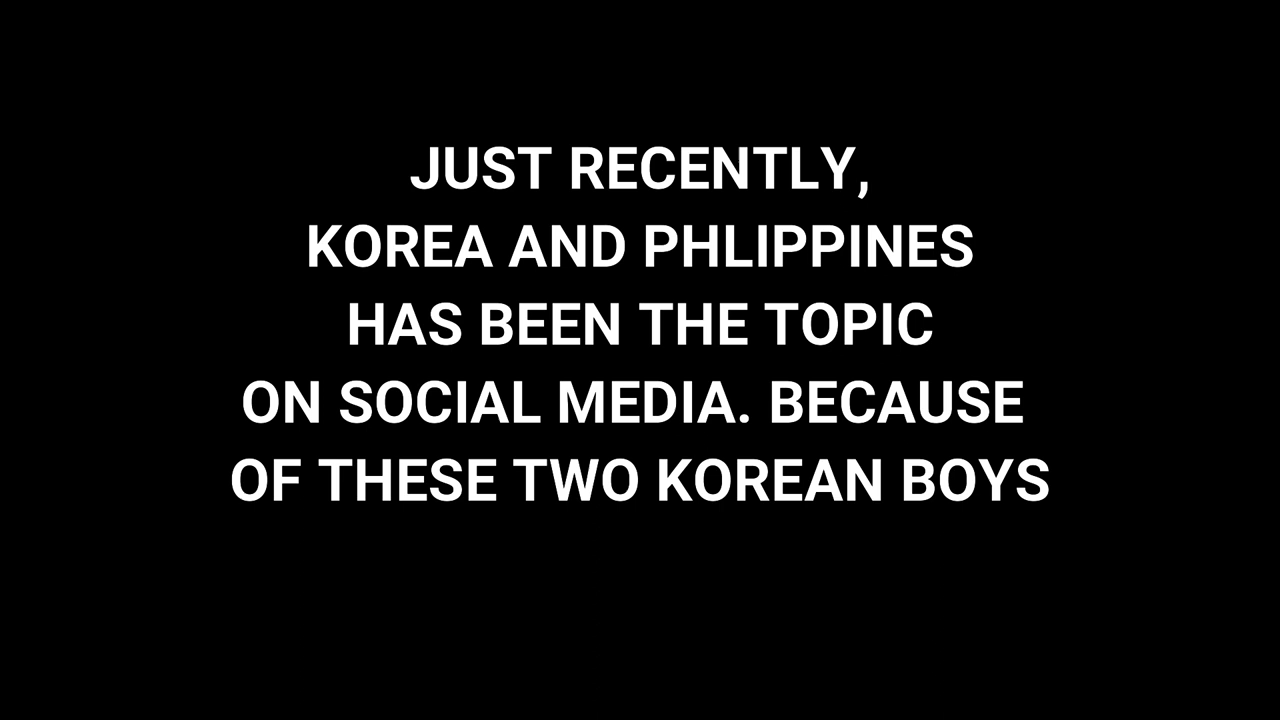 JUST RECENTLY,
KOREA AND PHLIPPINES
HAS BEEN THE TOPIC
ON SOCIAL MEDIA. BECAUSE
OF THESE TWO KOREAN BOYS